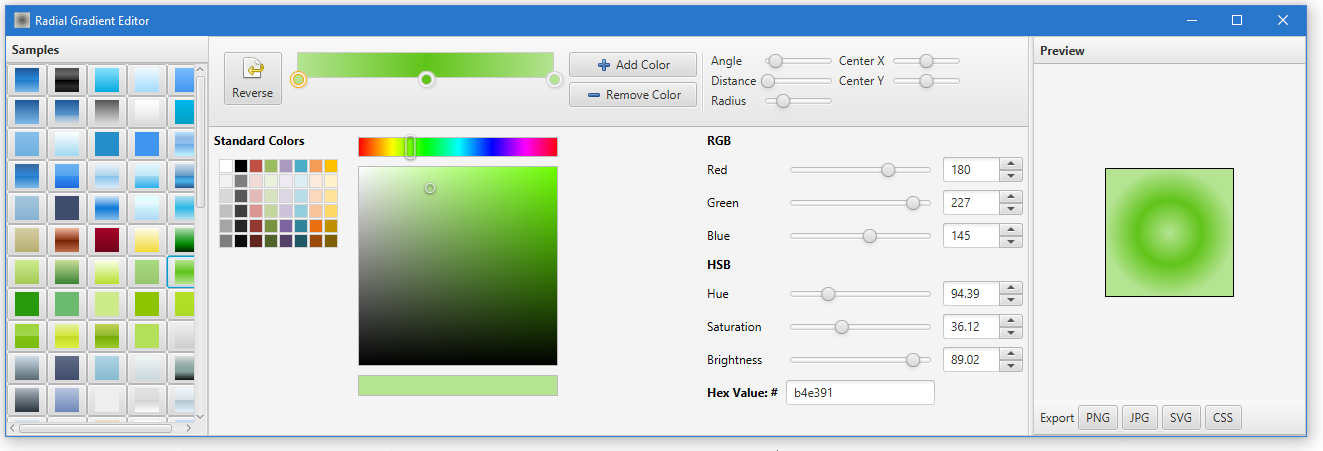 Radial Gradient Editor
Samples
Reverse
Add Color
Remove Color
Angle
Center X
Distance
Center Y
Radius
Preview
Standard Colors
RGB
Red 180
Green 227
Blue 145
HSB
Hue 94.39
Saturation 36.12
Brightness 89.02
Hex Value: # b4e391
Export PNG JPG SVG CSS